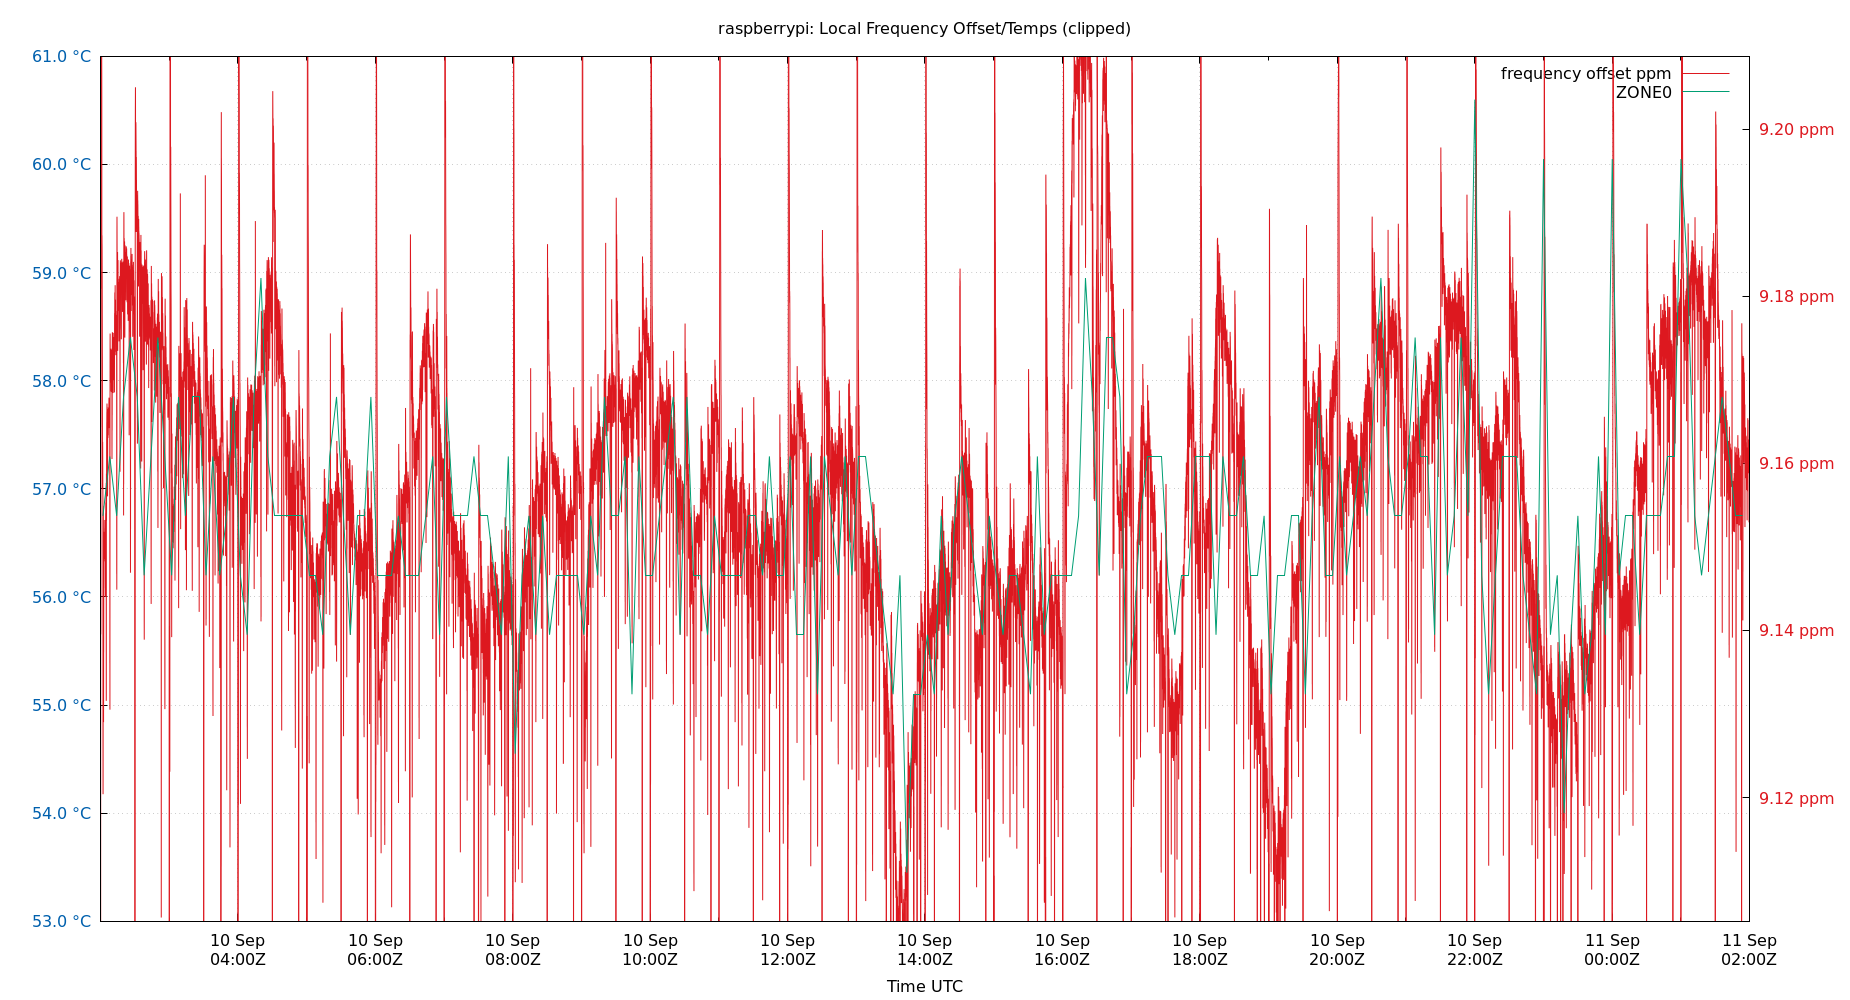 raspberrypi: Local Frequency Offset/Temps (clipped)
61.0 °C
60.0 °C
59.0 °C
58.0 °C
57.0 °C
56.0 °C
55.0 °C
54.0 °C
53.0 °C
frequency offset ppm
ZONE0
9.20 ppm
9.18 ppm
9.16 ppm
9.14 ppm
9.12 ppm
10 Sep
04:00Z
10 Sep
06:00Z
10 Sep
08:00Z
10 Sep
10:00Z
10 Sep
12:00Z
10 Sep
14:00Z
10 Sep
16:00Z
10 Sep
18:00Z
10 Sep
20:00Z
10 Sep
22:00Z
11 Sep
00:00Z
11 Sep
02:00Z
Time UTC